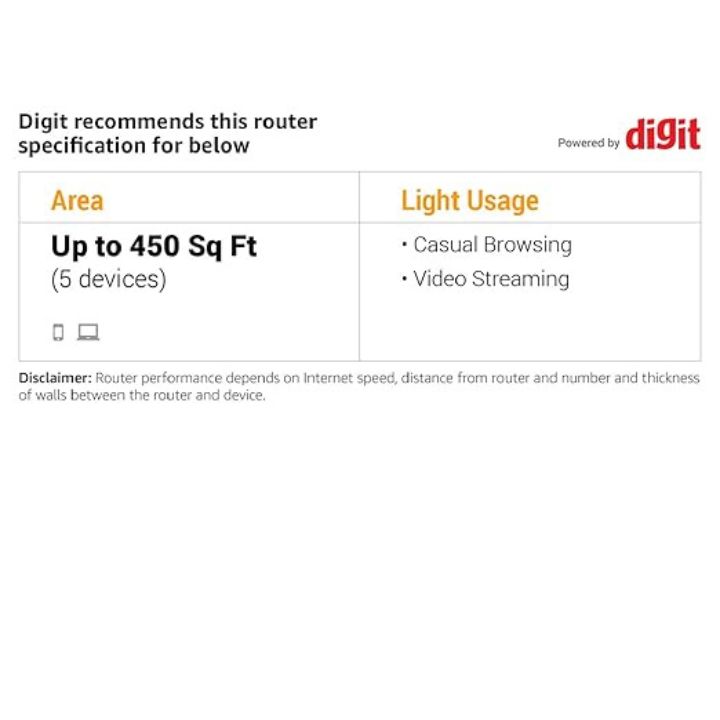 Digit recommends this router
specification for below
Powered by digit
Area
Light Usage
Up to 450 Sq Ft
(5 devices)
• Casual Browsing
• Video Streaming
Disclaimer: Router performance depends on Internet speed, distance from router and number and thickness
of walls between the router and device.